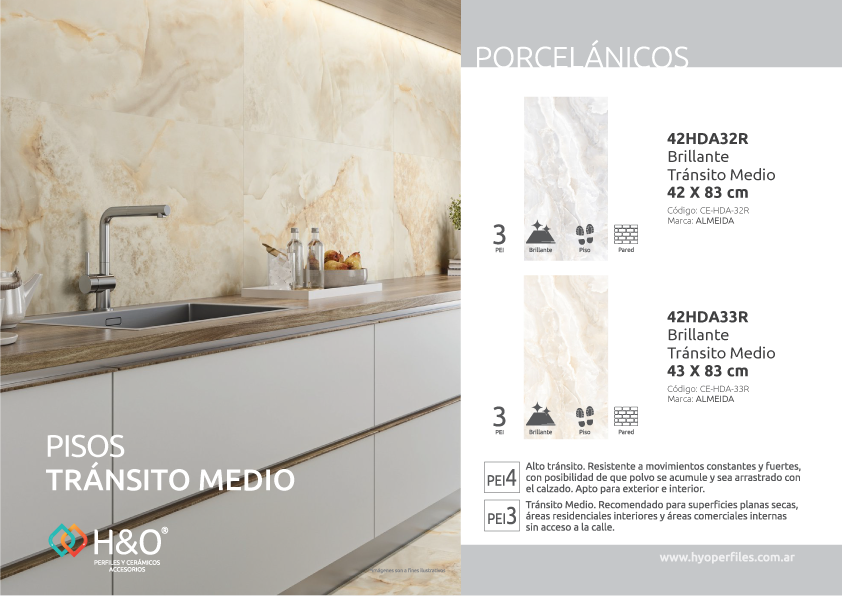 PISOS
TRÁNSITO MEDIO
H&O®
PERFILES Y CERÁMICOS
ACCESORIOS
PORCELÁNICOS
42HDA32R
Brillante
Tránsito Medio
42 X 83 cm
Código: CE-HDA-32R
Marca: ALMEIDA
3
PEI
Brillante
Piso
Pared
42HDA33R
Brillante
Tránsito Medio
43 X 83 cm
Código: CE-HDA-33R
Marca: ALMEIDA
3
PEI
Brillante
Piso
Pared
PEI4
Alto tránsito. Resistente a movimientos constantes y fuertes,
con posibilidad de que polvo se acumule y sea arrastrado con
el calzado. Apto para exterior e interior.
PEI3
Tránsito Medio. Recomendado para superficies planas secas,
áreas residenciales interiores y áreas comerciales internas
sin acceso a la calle.
www.hyoperfiles.com.ar